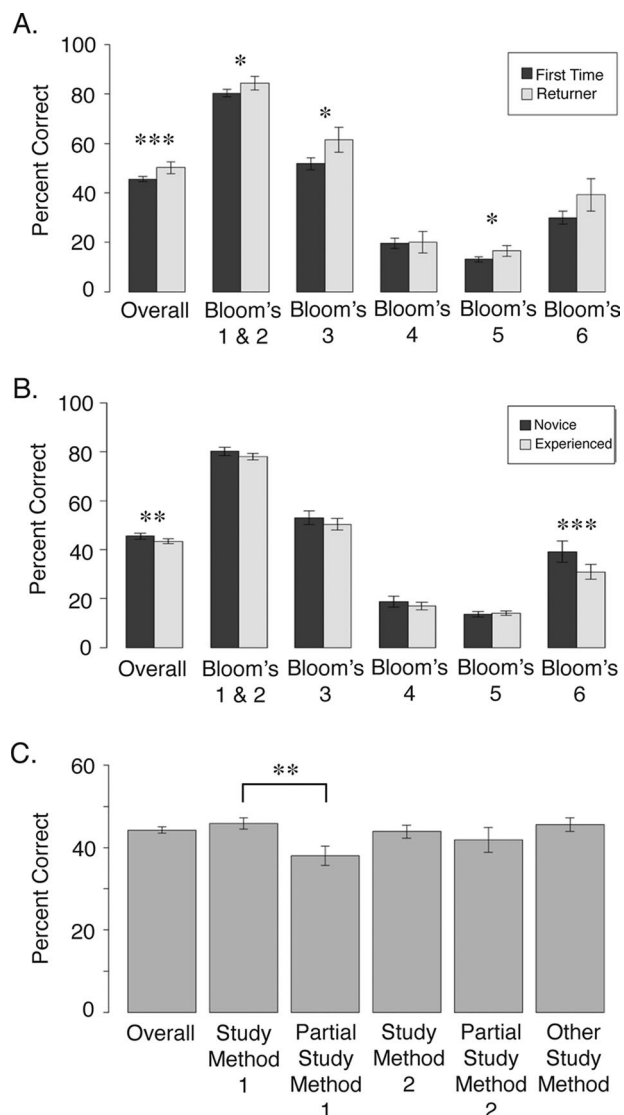 A.
Percent Correct
100
80
60
40
20
0
***
*
*
*
First Time
Returner
Overall
Bloom's
1 & 2
Bloom's
3
Bloom's
4
Bloom's
5
Bloom's
6
B.
Percent Correct
100
80
60
40
20
0
**
***
Novice
Experienced
Overall
Bloom's
1 & 2
Bloom's
3
Bloom's
4
Bloom's
5
Bloom's
6
C.
Percent Correct
60
40
20
0
**
Overall
Study
Method
1
Partial
Study
Method
1
Study
Method
2
Partial
Study
Method
2
Other
Study
Method